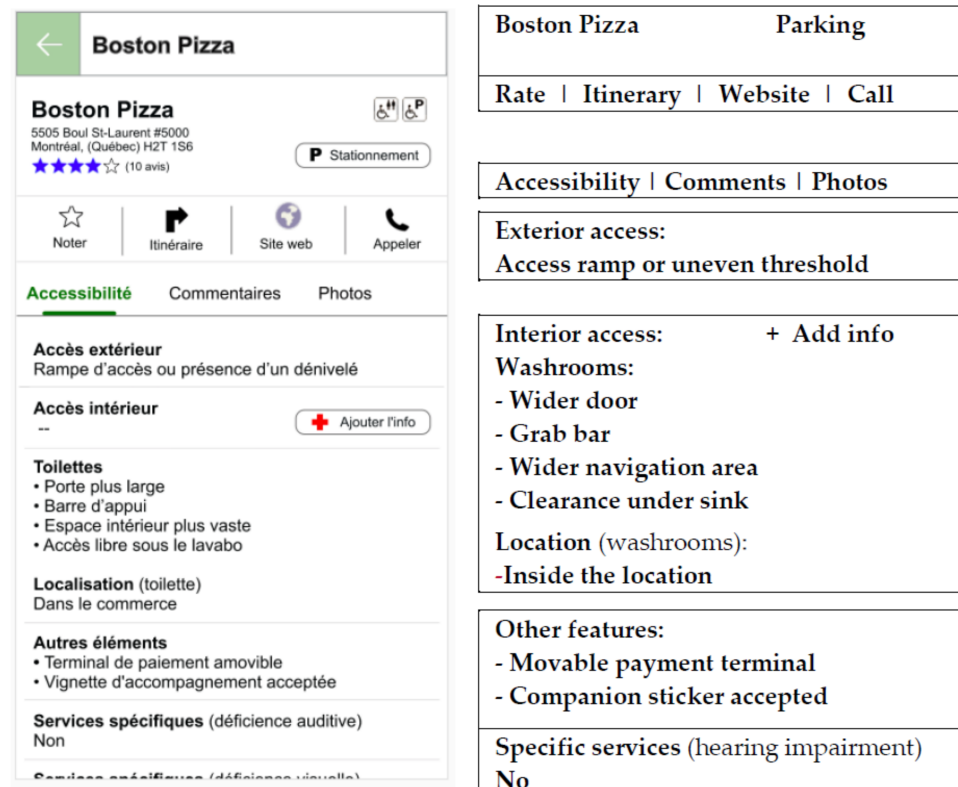 Boston Pizza
Boston Pizza
5505 Boul St-Laurent #5000
Montréal, (Québec) H2T 1S6
(10 avis)
P Stationnement
Noter
Itinéraire
Site web
Appeler
Accessibilité Commentaires Photos
Accès extérieur
Rampe d'accès ou présence d'un dénivelé
Accès intérieur
--
Ajouter l'info
Toilettes
• Porte plus large
• Barre d'appui
• Espace intérieur plus vaste
• Accès libre sous le lavabo
Localisation (toilette)
Dans le commerce
Autres éléments
• Terminal de paiement amovible
• Vignette d'accompagnement acceptée
Services spécifiques (déficience auditive)
Non
Services spécifiques (déficience visuelle)
Boston Pizza Parking
Rate | Itinerary | Website | Call
Accessibility | Comments | Photos
Exterior access:
Access ramp or uneven threshold
Interior access: + Add info
Washrooms:
- Wider door
- Grab bar
- Wider navigation area
- Clearance under sink
Location (washrooms):
-Inside the location
Other features:
- Movable payment terminal
- Companion sticker accepted
Specific services (hearing impairment)
No